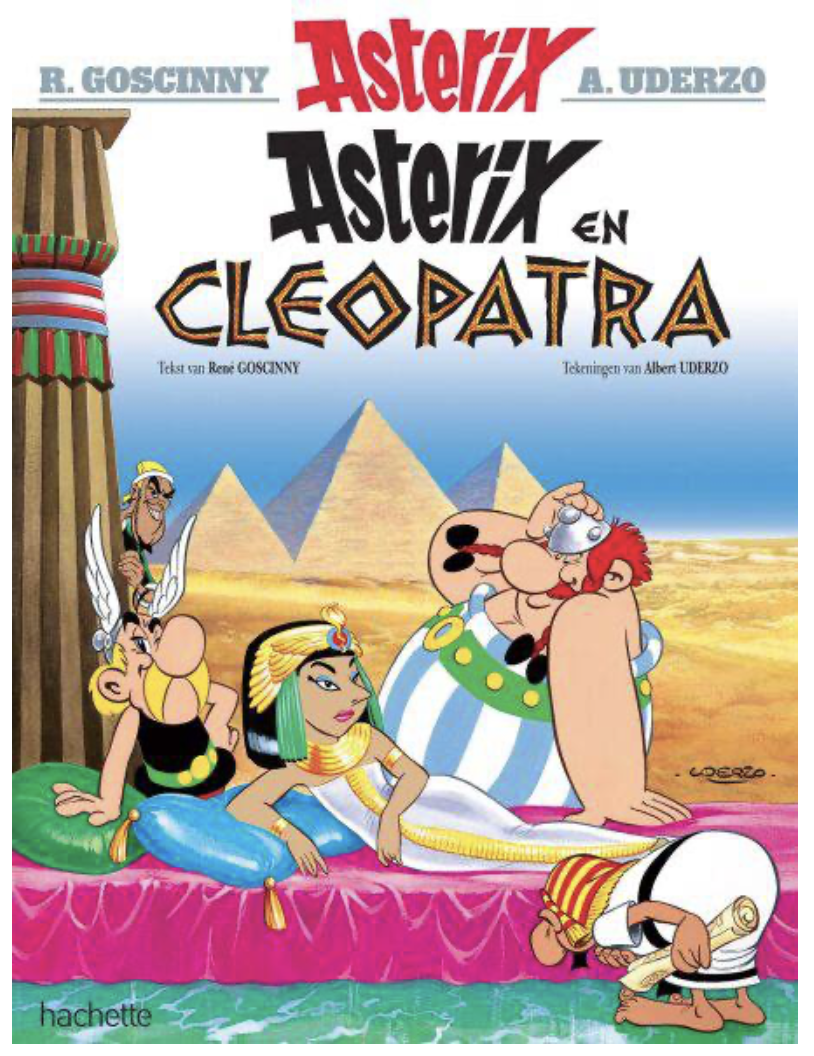 R. GOSCINNY Asterix A. UDERZO
Asterix EN
CLEOPATRA
Tekst van René GOSCINNY Tekeningen van Albert UDERZO
. UDERZO .
hachette